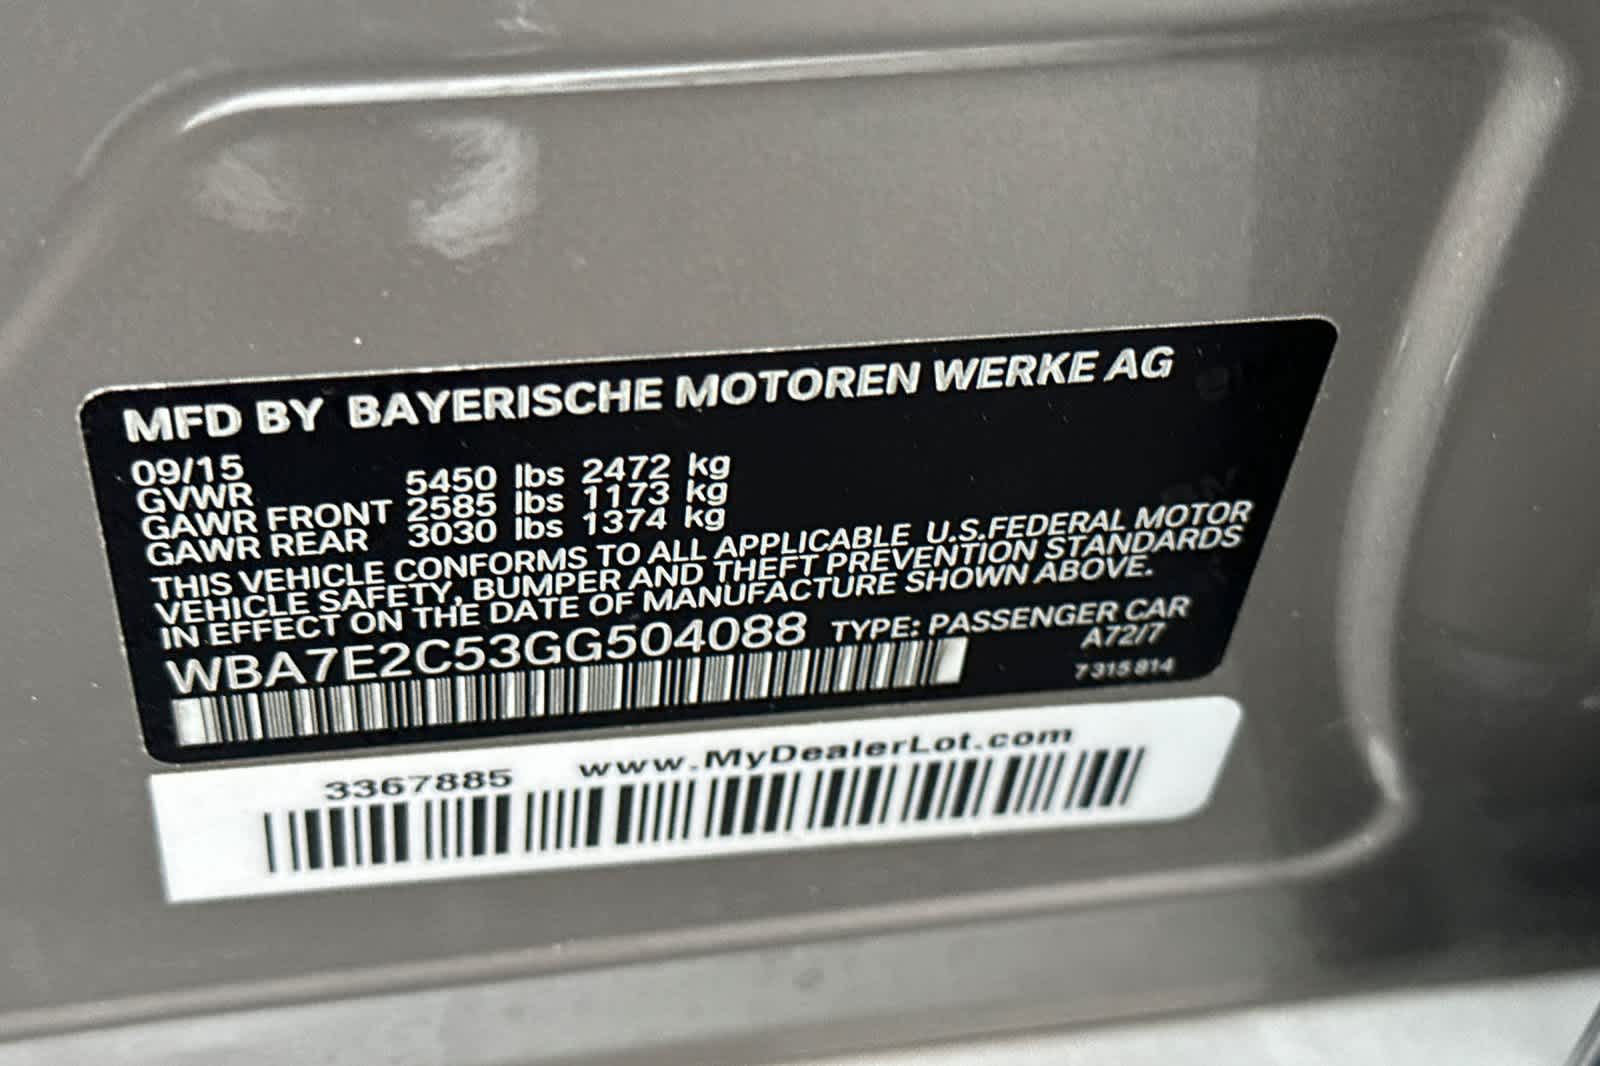 MFD BY BAYERISCHE MOTOREN WERKE AG
09/15
GVWR 5450 lbs 2472 kg
GAWR FRONT 2585 lbs 1173 kg
GAWR REAR 3030 lbs 1374 kg
THIS VEHICLE CONFORMS TO ALL APPLICABLE U.S.FEDERAL MOTOR
VEHICLE SAFETY, BUMPER AND THEFT PREVENTION STANDARDS
IN EFFECT ON THE DATE OF MANUFACTURE SHOWN ABOVE.
WBA7E2C53GG504088 TYPE: PASSENGER CAR
A72/7
7 315 814
3367885 www.MyDealerLot.com